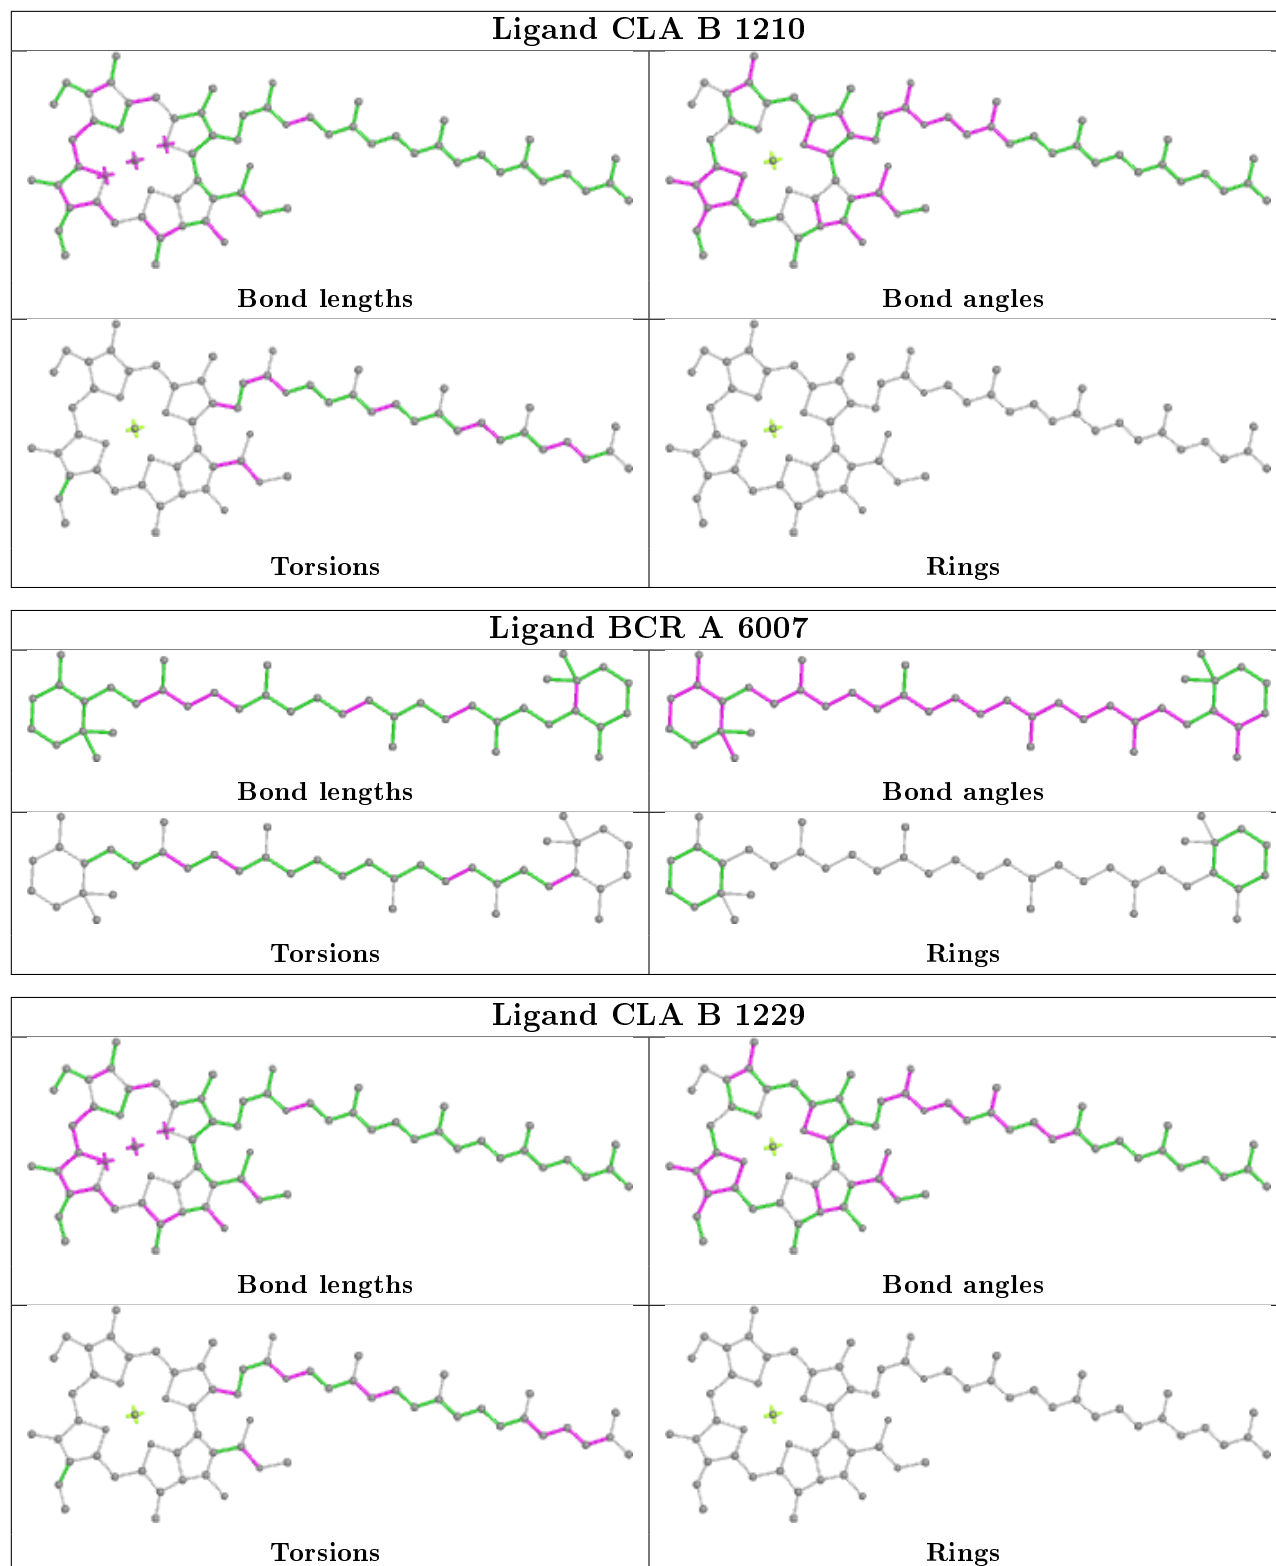 Ligand CLA B 1210
Bond lengths
Bond angles
Torsions
Rings
Ligand BCR A 6007
Bond lengths
Bond angles
Torsions
Rings
Ligand CLA B 1229
Bond lengths
Bond angles
Torsions
Rings